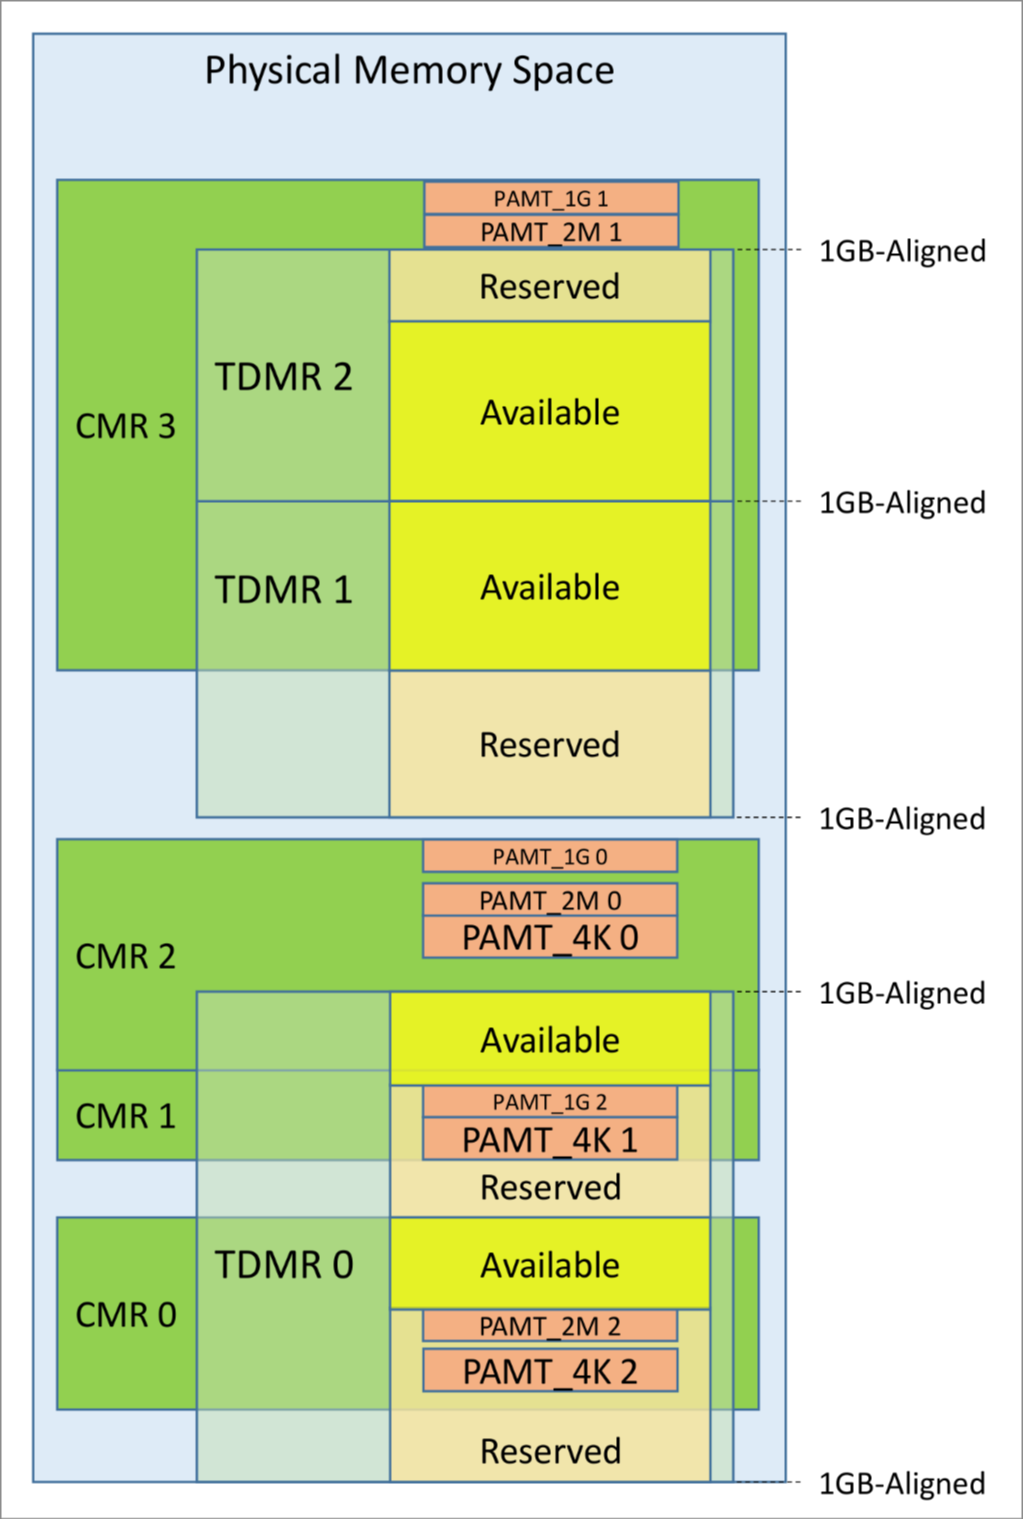 Physical Memory Space
PAMT_1G 1
PAMT_2M 1
1GB-Aligned
Reserved
TDMR 2
Available
CMR 3
1GB-Aligned
Available
TDMR 1
Reserved
1GB-Aligned
PAMT_1G 0
PAMT_2M 0
PAMT_4K 0
CMR 2
1GB-Aligned
Available
PAMT_1G 2
CMR 1
PAMT_4K 1
Reserved
TDMR 0
Available
CMR 0
PAMT_2M 2
PAMT_4K 2
Reserved
1GB-Aligned